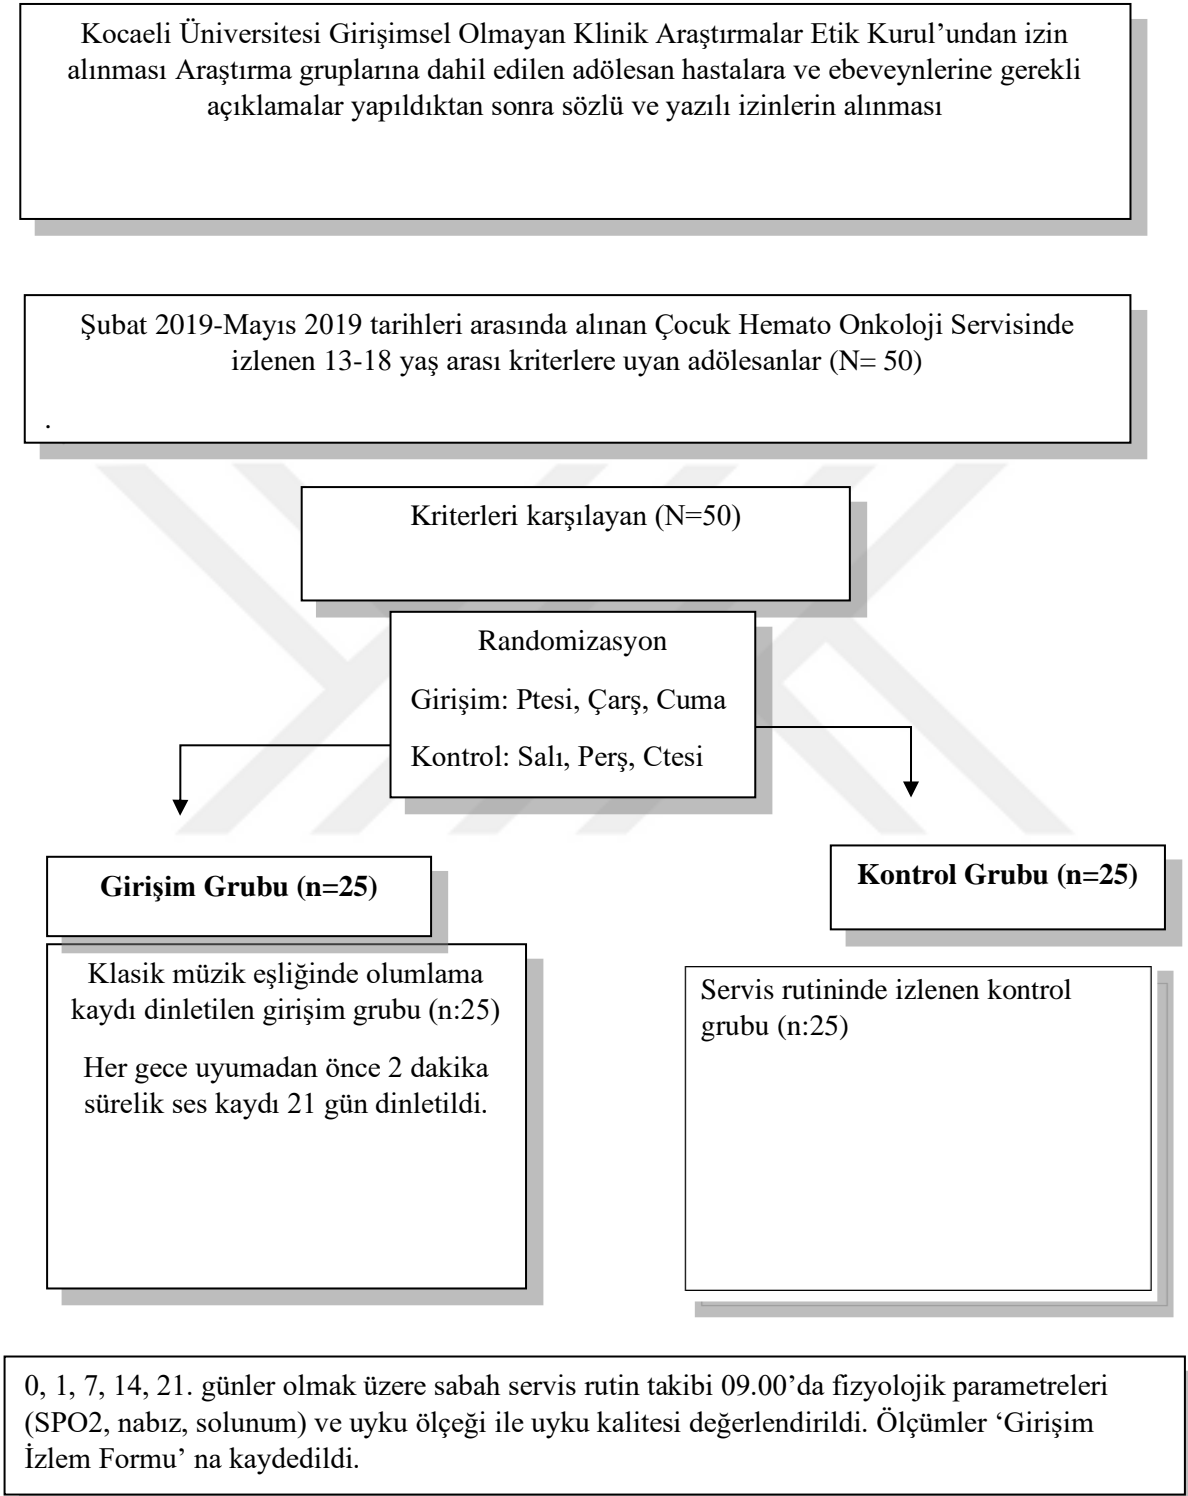 Kocaeli Üniversitesi Girişimsel Olmayan Klinik Araştırmalar Etik Kurul’undan izin
alınması Araştırma gruplarına dahil edilen adölesan hastalara ve ebeveynlerine gerekli
açıklamalar yapıldıktan sonra sözlü ve yazılı izinlerin alınması
Şubat 2019-Mayıs 2019 tarihleri arasında alınan Çocuk Hemato Onkoloji Servisinde
izlenen 13-18 yaş arası kriterlere uyan adölesanlar (N= 50)
.
Kriterleri karşılayan (N=50)
Randomizasyon
Girişim: Ptesi, Çarş, Cuma
Kontrol: Salı, Perş, Ctesi
Girişim Grubu (n=25)
Klasik müzik eşliğinde olumlama
kaydı dinletilen girişim grubu (n:25)
Her gece uyumadan önce 2 dakika
sürelik ses kaydı 21 gün dinletildi.
Kontrol Grubu (n=25)
Servis rutininde izlenen kontrol
grubu (n:25)
0, 1, 7, 14, 21. günler olmak üzere sabah servis rutin takibi 09.00’da fizyolojik parametreleri
(SPO2, nabız, solunum) ve uyku ölçeği ile uyku kalitesi değerlendirildi. Ölçümler ‘Girişim
İzlem Formu’ na kaydedildi.